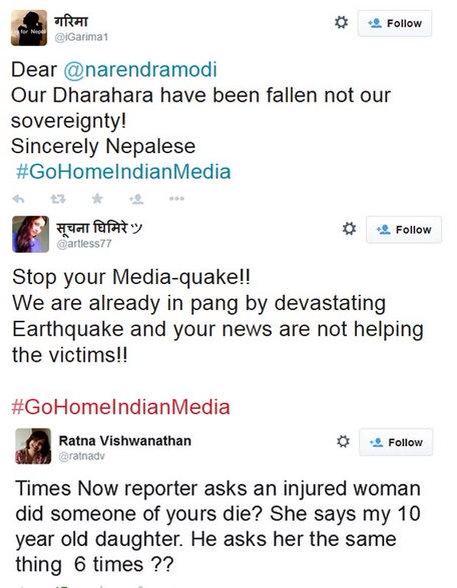 गरिमा
@iGarima1
Follow
Dear @narendramodi
Our Dharahara have been fallen not our
sovereignty!
Sincerely Nepalese
#GoHomeIndianMedia
सूचना घिमिरे ツ
@artless77
Follow
Stop your Media-quake!!
We are already in pang by devastating
Earthquake and your news are not helping
the victims!!
#GoHomeIndianMedia
Ratna Vishwanathan
@ratnadv
Follow
Times Now reporter asks an injured woman
did someone of yours die? She says my 10
year old daughter. He asks her the same
thing 6 times ??